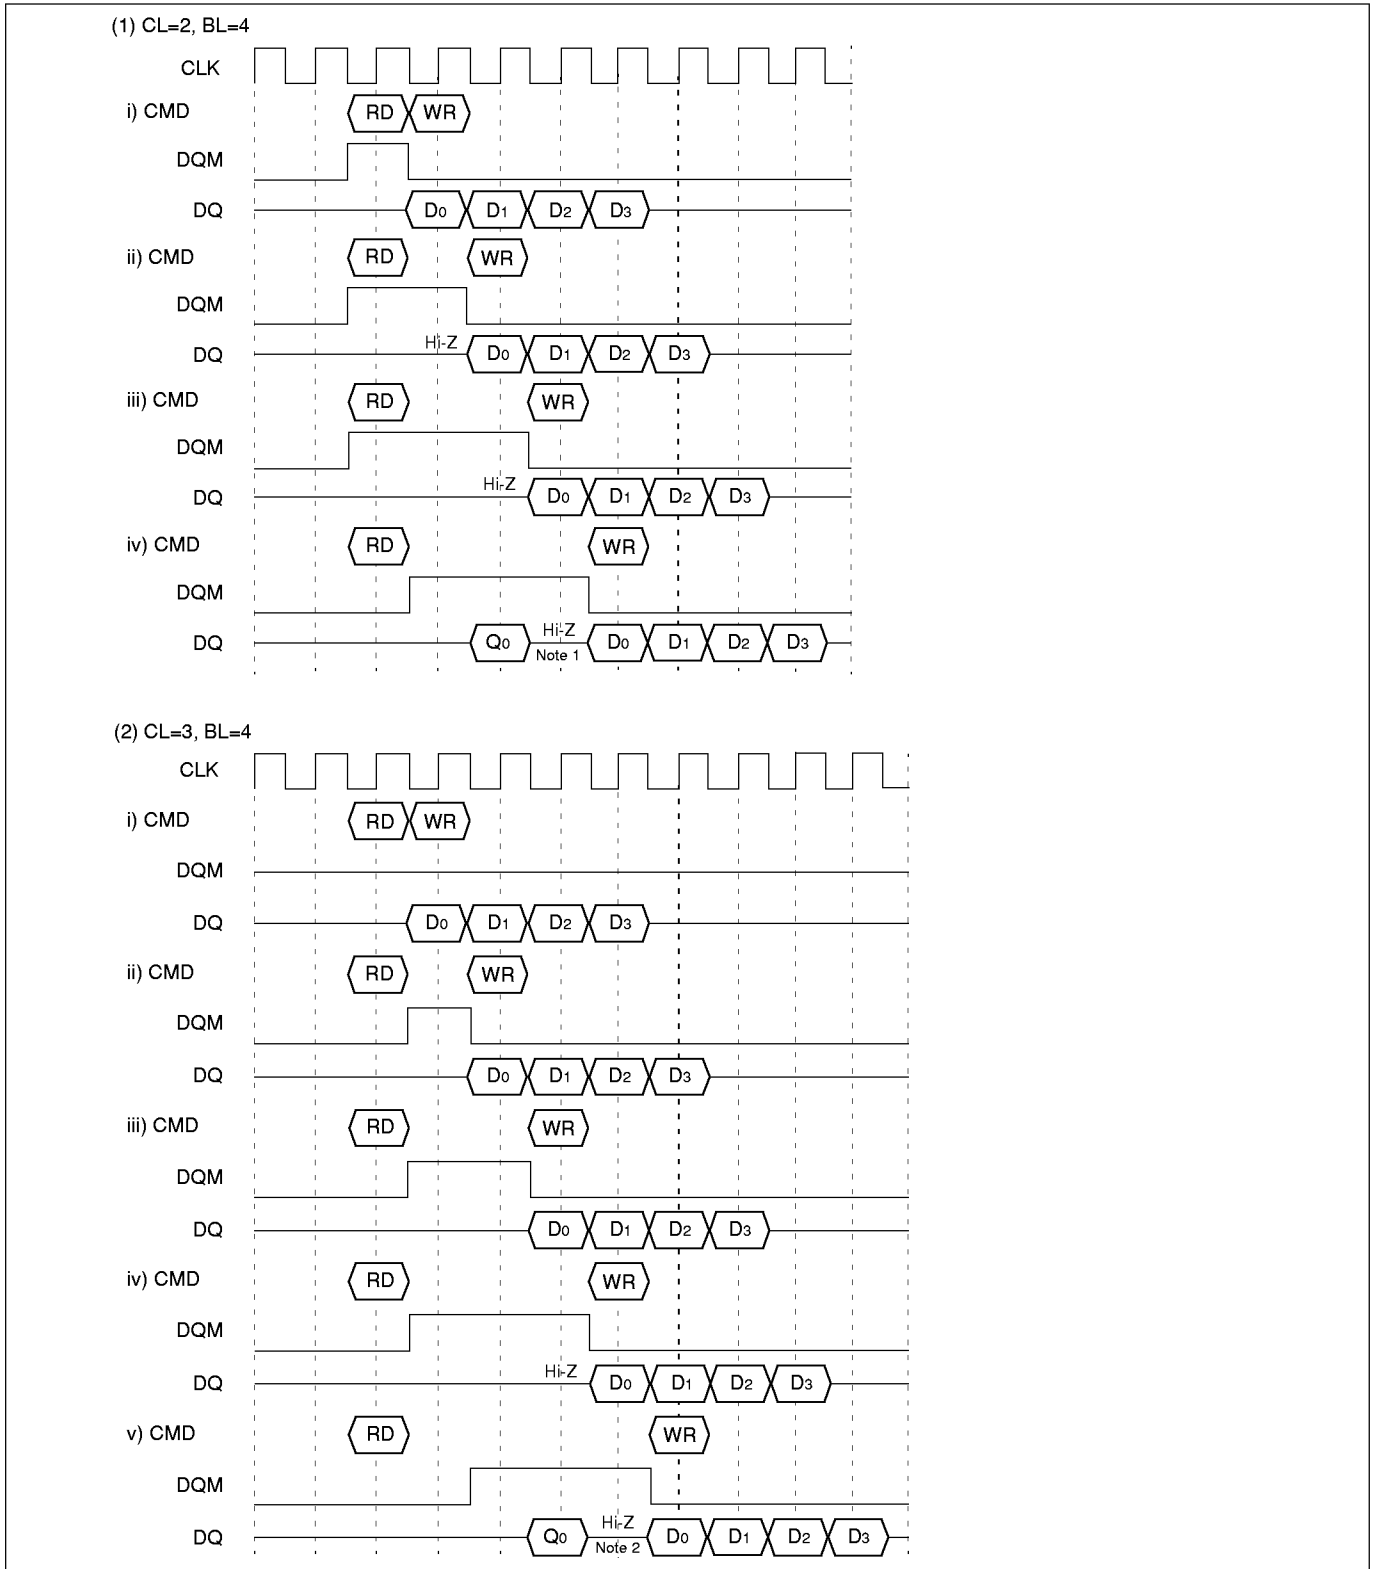 (1) CL=2, BL=4
CLK
i) CMD RD WR
DQM
DQ D0 D1 D2 D3
ii) CMD RD WR
DQM
Hi-Z
DQ D0 D1 D2 D3
iii) CMD RD WR
DQM
Hi-Z
DQ D0 D1 D2 D3
iv) CMD RD WR
DQM
Hi-Z
DQ Q0 D0 D1 D2 D3
Note 1
(2) CL=3, BL=4
CLK
i) CMD RD WR
DQM
DQ D0 D1 D2 D3
ii) CMD RD WR
DQM
DQ D0 D1 D2 D3
iii) CMD RD WR
DQM
DQ D0 D1 D2 D3
iv) CMD RD WR
DQM
Hi-Z
DQ D0 D1 D2 D3
v) CMD RD WR
DQM
Hi-Z
DQ Q0 D0 D1 D2 D3
Note 2